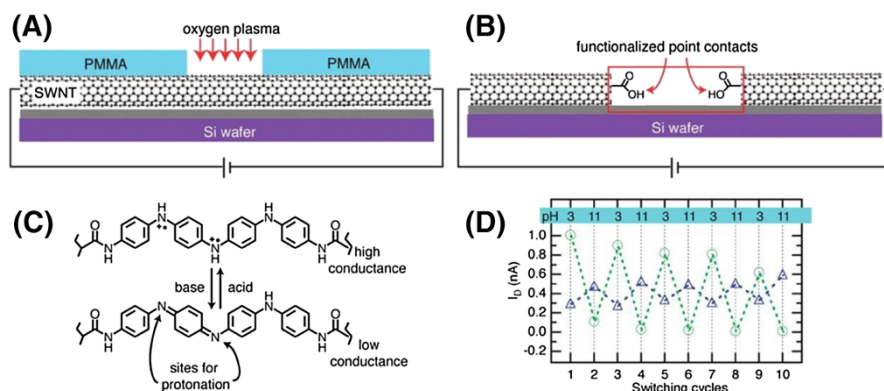 (A)
oxygen plasma
PMMA
PMMA
SWNT
Si wafer
(B)
functionalized point contacts
O
OH
O
HO
Si wafer
(C)
O
N
H
H
N
••
N
••
H
H
N
H
N
O
high
conductance
base
acid
O
N
H
N
N
H
N
H
N
O
low
conductance
sites for
protonation
(D)
pH 3 11 3 11 3 11 3 11 3 11
1.0
0.8
0.6
0.4
0.2
0.0
-0.2
I_D (nA)
1 2 3 4 5 6 7 8 9 10
Switching cycles